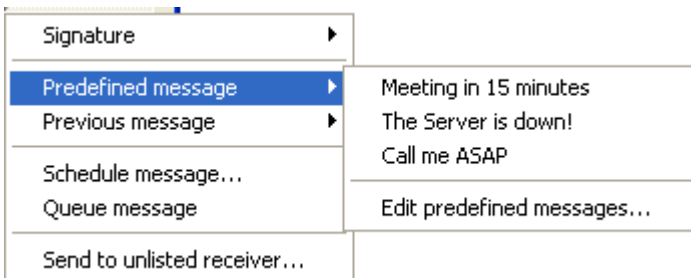 Signature
Predefined message
Previous message
Schedule message...
Queue message
Send to unlisted receiver...
Meeting in 15 minutes
The Server is down!
Call me ASAP
Edit predefined messages...